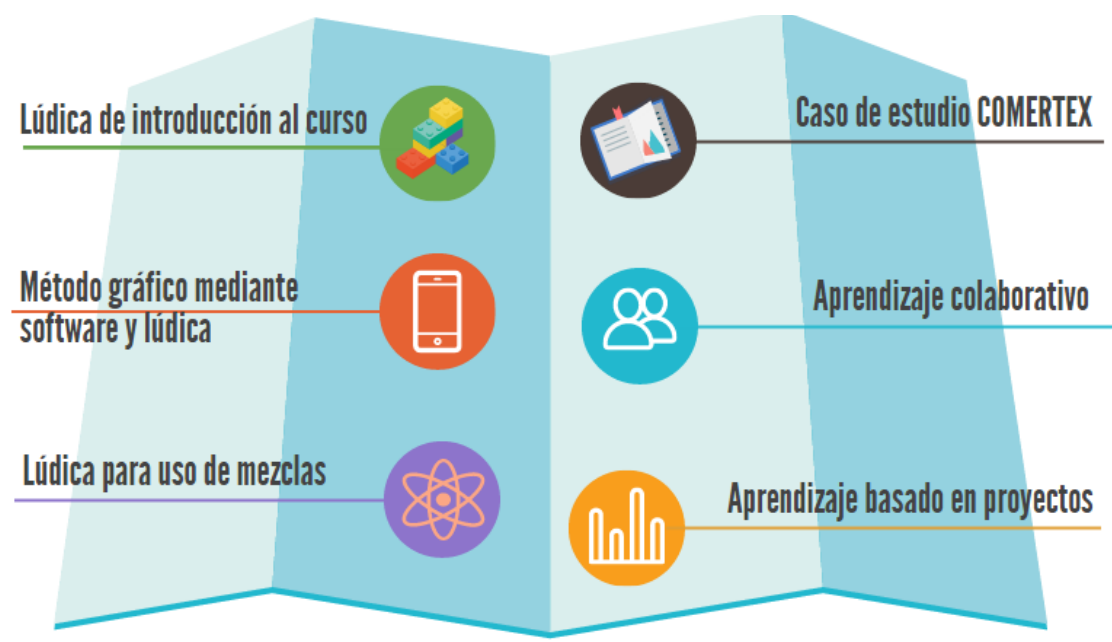 Lúdica de introducción al curso
Método gráfico mediante
software y lúdica
Lúdica para uso de mezclas
Caso de estudio COMERTEX
Aprendizaje colaborativo
Aprendizaje basado en proyectos